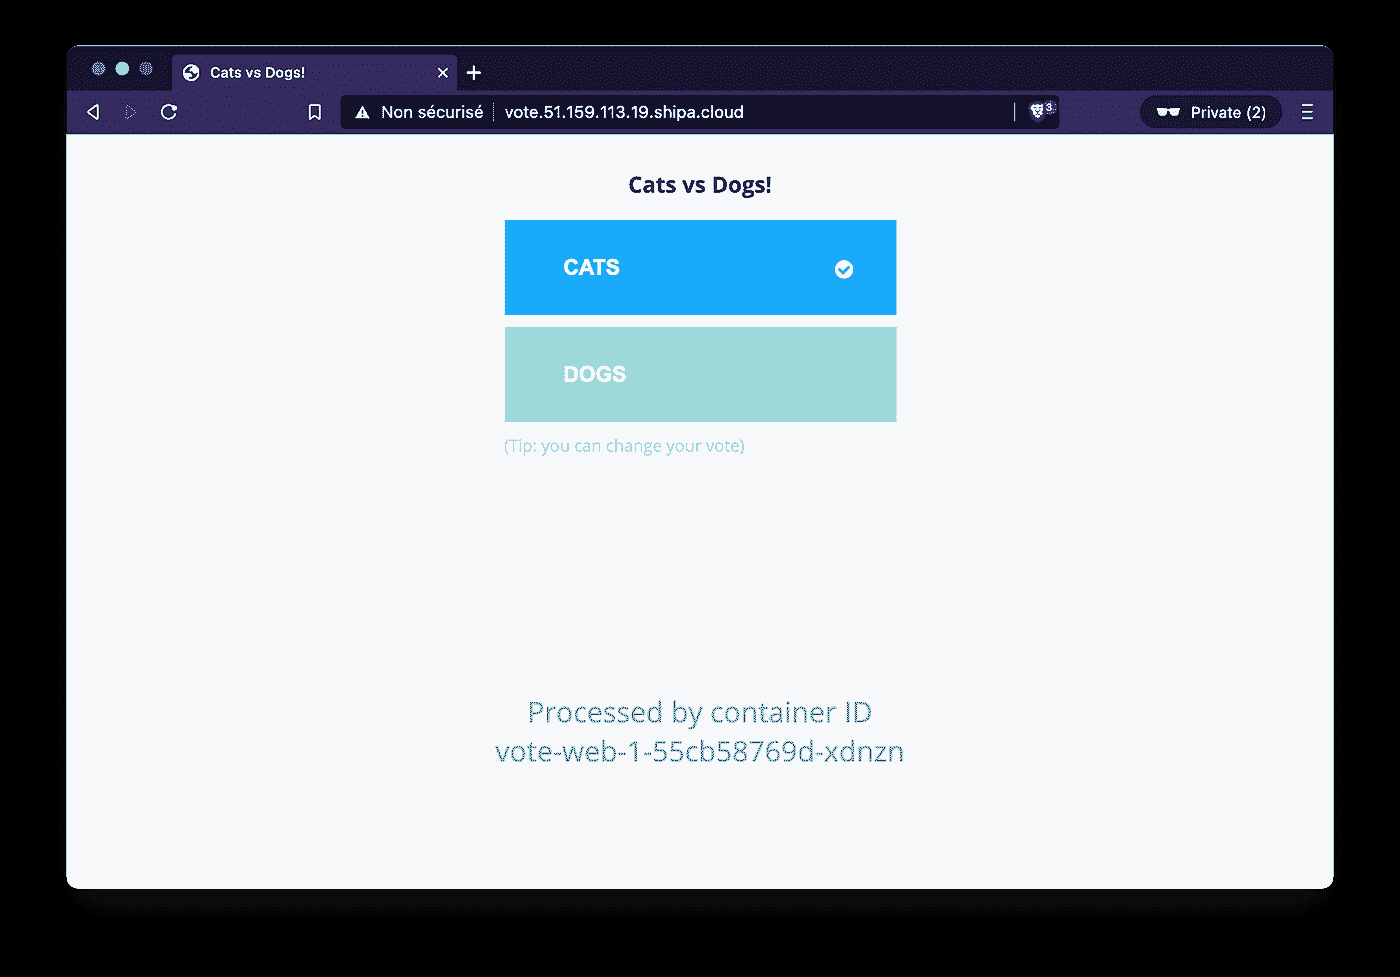 Cats vs Dogs!
Non sécurisé vote.51.159.113.19.shipa.cloud 3 Private (2)
Cats vs Dogs!
CATS
DOGS
(Tip: you can change your vote)
Processed by container ID
vote-web-1-55cb58769d-xdnzn